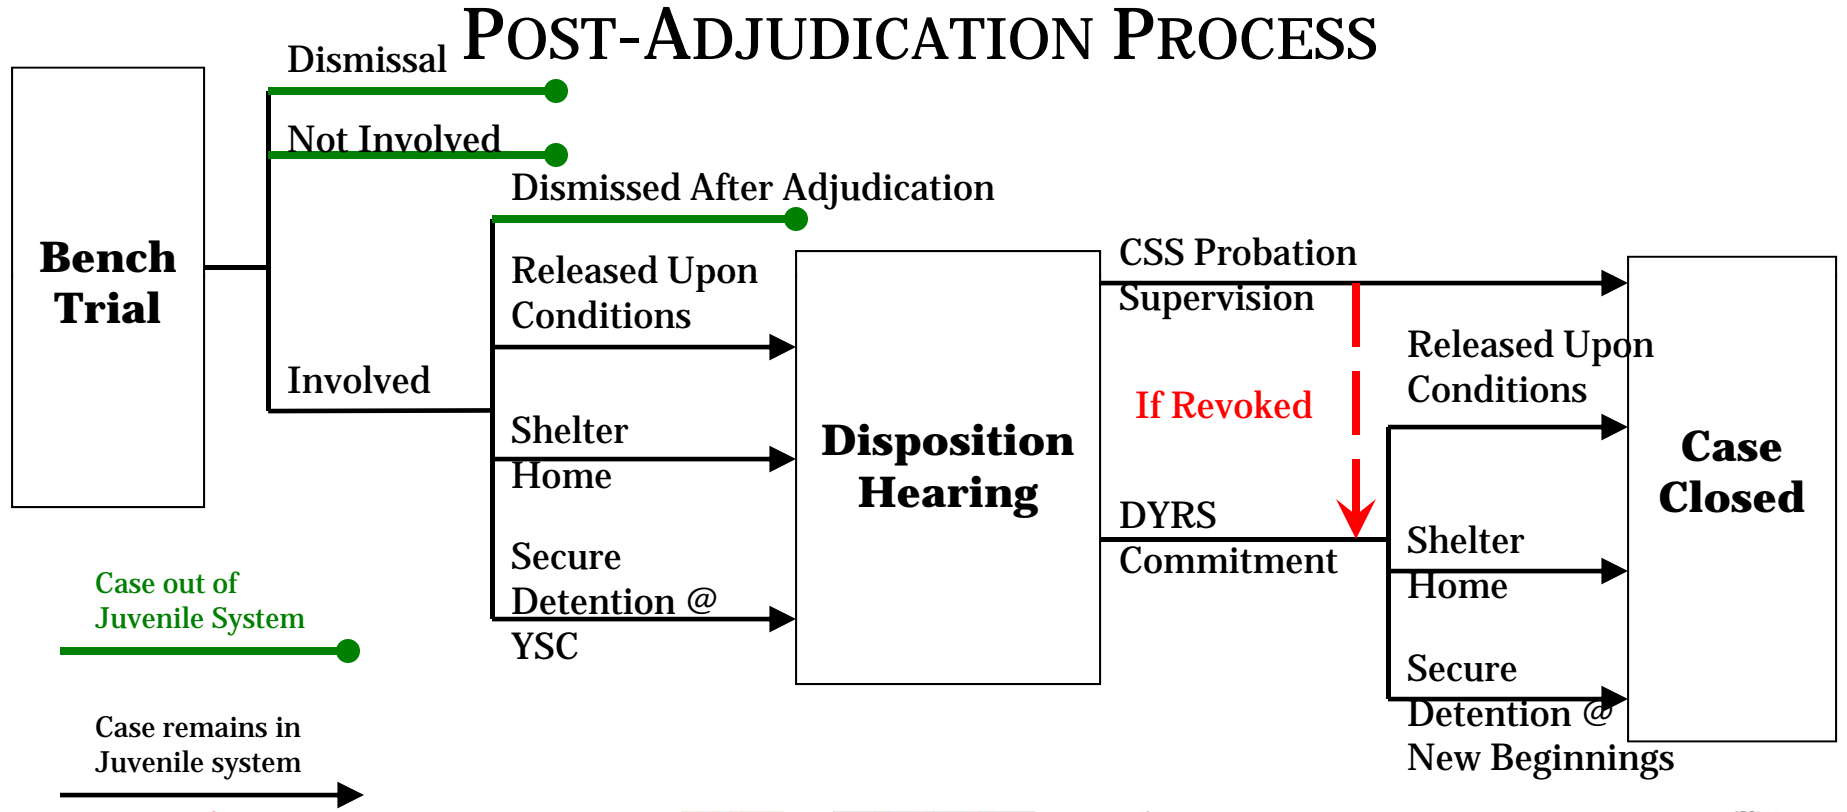 POST-ADJUDICATION PROCESS
Dismissal
Not Involved
Dismissed After Adjudication
Bench
Trial
Released Upon
Conditions
Involved
Shelter
Home
Secure
Detention @
YSC
Disposition
Hearing
CSS Probation
Supervision
If Revoked
DYRS
Commitment
Released Upon
Conditions
Shelter
Home
Secure
Detention @
New Beginnings
Case
Closed
Case out of
Juvenile System
Case remains in
Juvenile system